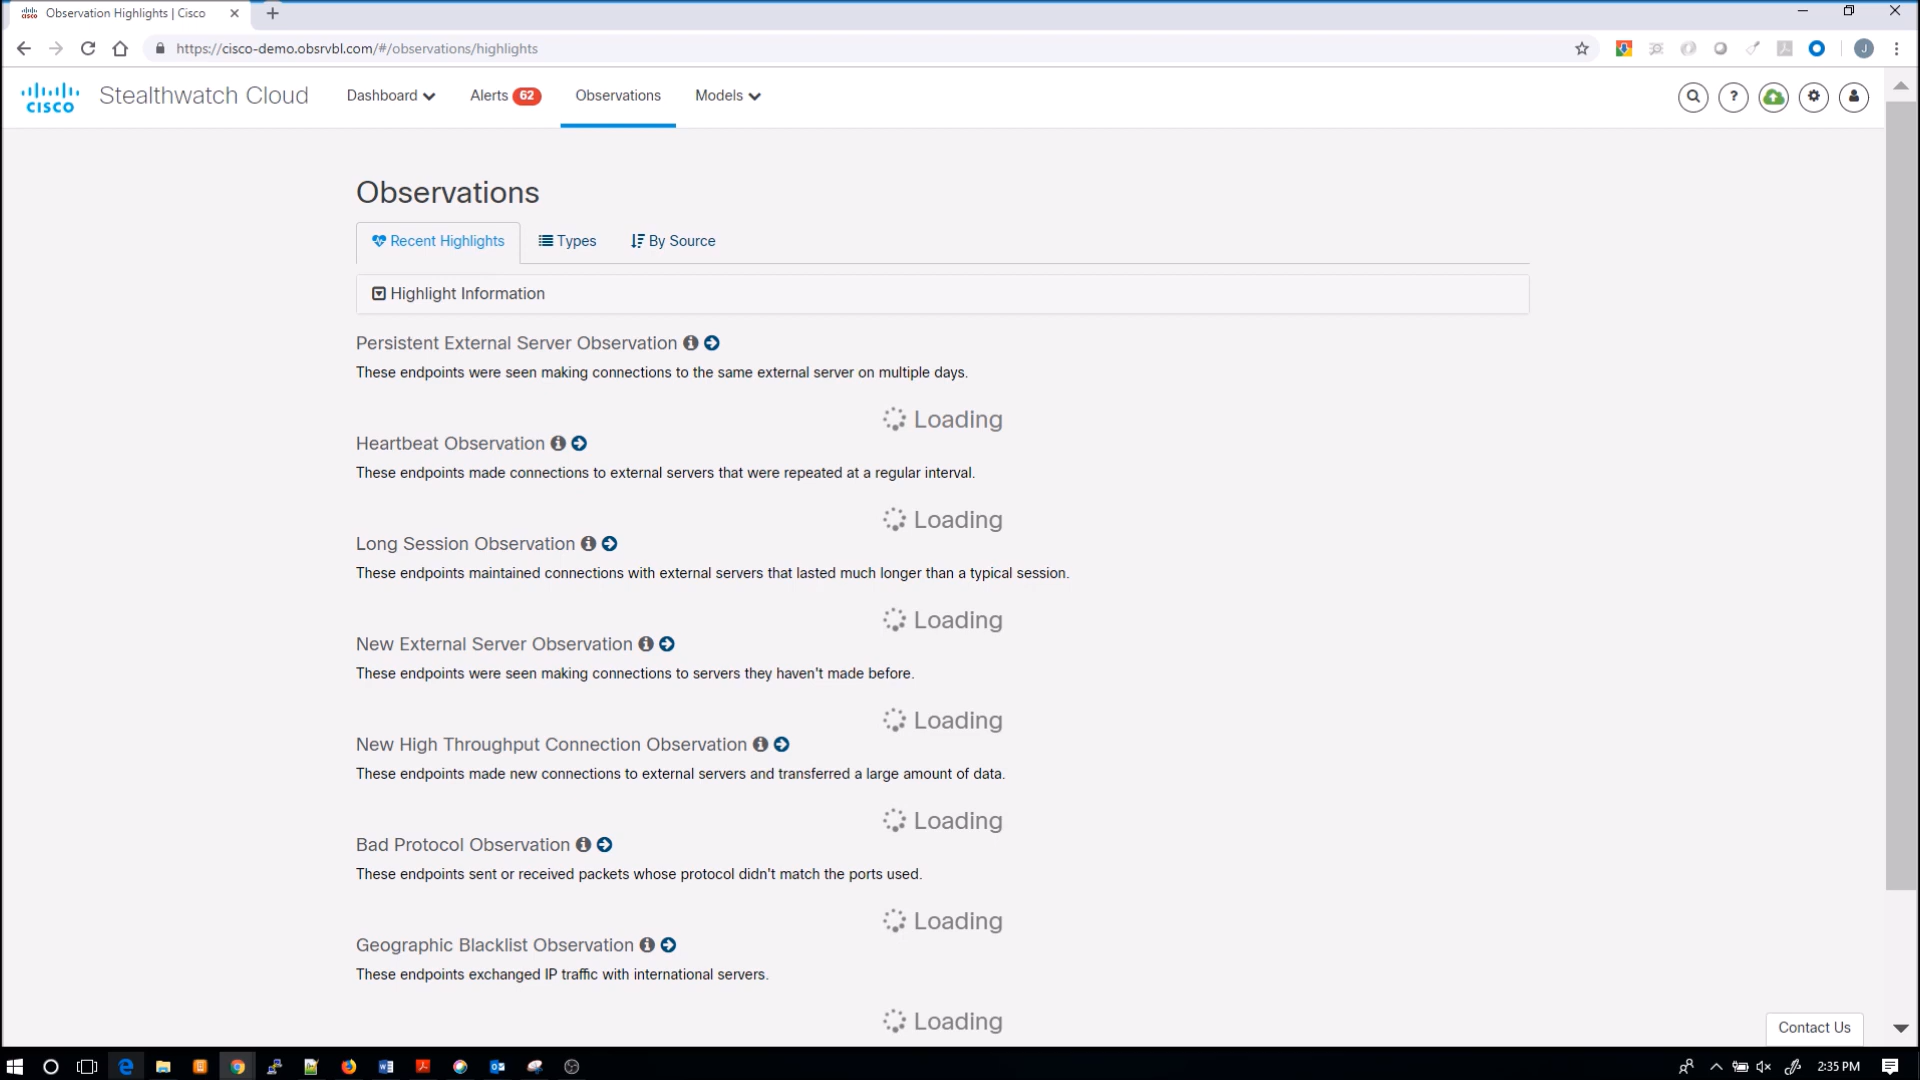 Observation Highlights | Cisco
https://cisco-demo.obsrvbl.com/#/observations/highlights
J
CISCO
Stealthwatch Cloud
Dashboard
Alerts 62
Observations
Models
?
Observations
Recent Highlights
Types
By Source
Highlight Information
Persistent External Server Observation
These endpoints were seen making connections to the same external server on multiple days.
Loading
Heartbeat Observation
These endpoints made connections to external servers that were repeated at a regular interval.
Loading
Long Session Observation
These endpoints maintained connections with external servers that lasted much longer than a typical session.
Loading
New External Server Observation
These endpoints were seen making connections to servers they haven't made before.
Loading
New High Throughput Connection Observation
These endpoints made new connections to external servers and transferred a large amount of data.
Loading
Bad Protocol Observation
These endpoints sent or received packets whose protocol didn't match the ports used.
Loading
Geographic Blacklist Observation
These endpoints exchanged IP traffic with international servers.
Loading
Contact Us
2:35 PM